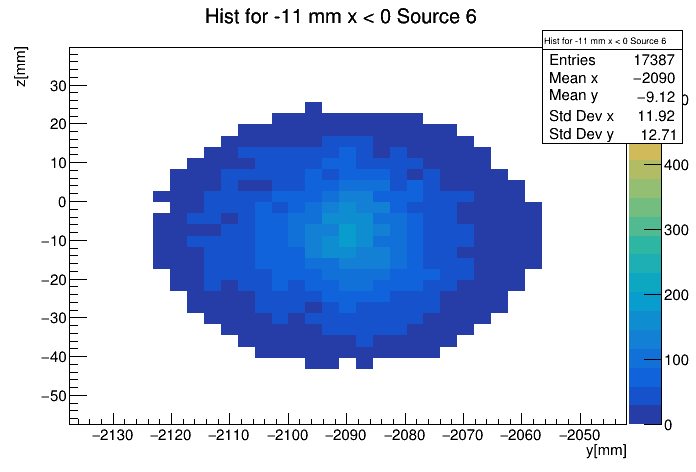 Hist for -11 mm x < 0 Source 6
z[mm]
Hist for -11 mm x < 0 Source 6
Entries 17387
Mean x −2090
Mean y −9.12
Std Dev x 11.92
Std Dev y 12.71
30
20
10
0
−10
−20
−30
−40
−50
0
400
300
200
100
0
−2130 −2120 −2110 −2100 −2090 −2080 −2070 −2060 −2050
y[mm]